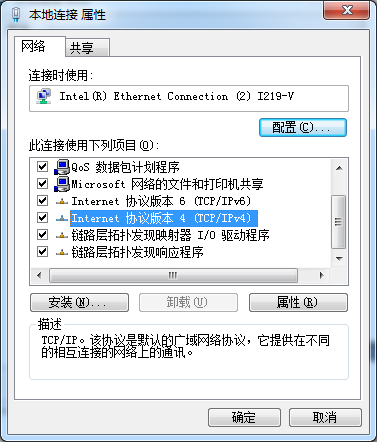 本地连接 属性
网络
共享
连接时使用:
Intel(R) Ethernet Connection (2) I219-V
配置(C)...
此连接使用下列项目(O):
QoS 数据包计划程序
Microsoft 网络的文件和打印机共享
Internet 协议版本 6 (TCP/IPv6)
Internet 协议版本 4 (TCP/IPv4)
链路层拓扑发现映射器 I/O 驱动程序
链路层拓扑发现响应程序
安装(N)...
卸载(U)
属性(R)
描述
TCP/IP。该协议是默认的广域网络协议，它提供在不同
的相互连接的网络上的通讯。
确定
取消